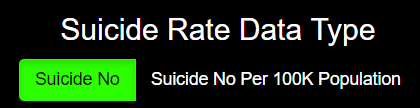 Suicide Rate Data Type
Suicide No Suicide No Per 100K Population